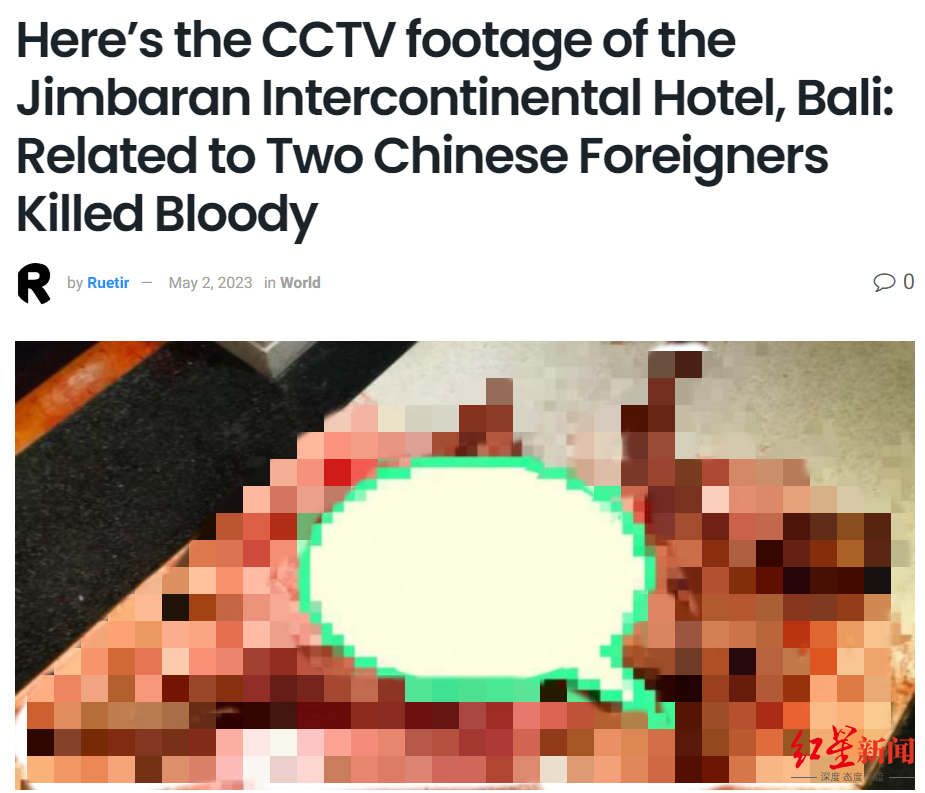 Here’s the CCTV footage of the
Jimbaran Intercontinental Hotel, Bali:
Related to Two Chinese Foreigners
Killed Bloody
R by Ruetir — May 2, 2023 in World 0
红星新闻
深度 态度